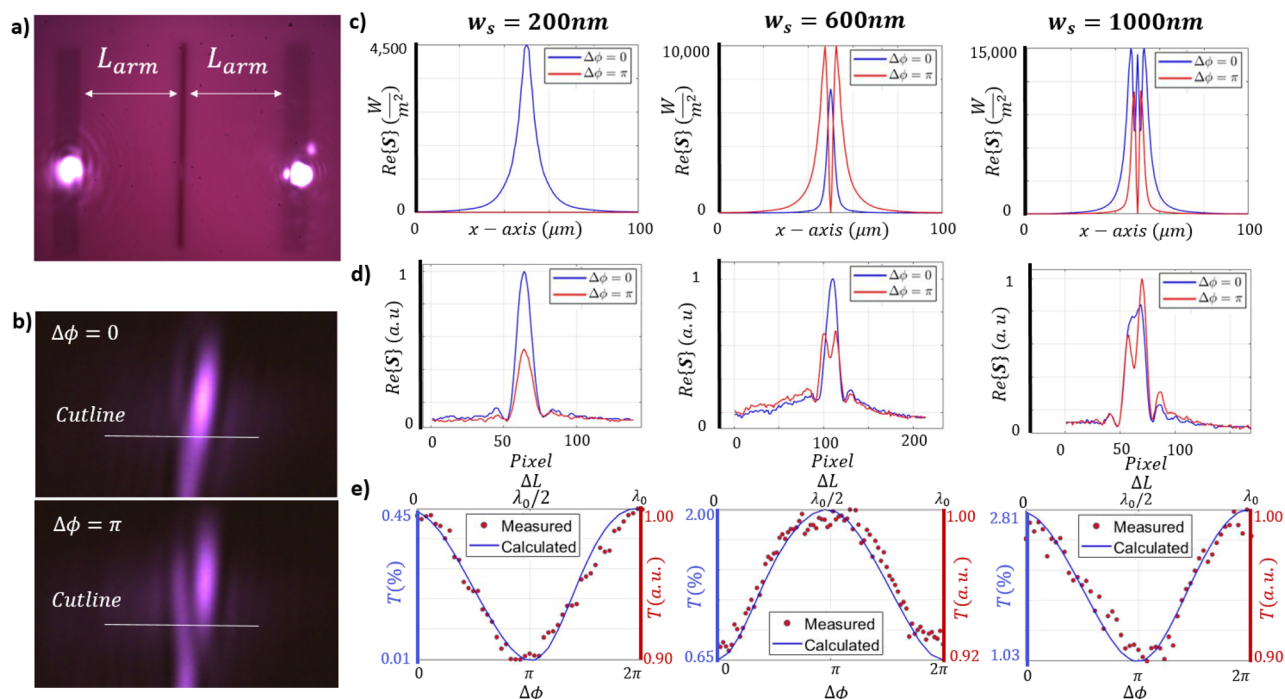 a)
L_arm L_arm
b)
Δϕ = 0
Cutline
Δϕ = π
Cutline
c)
w_s = 200nm
4,500
Re{S} (W/m²)
0
Δϕ = 0
Δϕ = π
0 100
x − axis (μm)
w_s = 600nm
10,000
Re{S} (W/m²)
0
Δϕ = 0
Δϕ = π
0 100
x − axis (μm)
w_s = 1000nm
15,000
Re{S} (W/m²)
0
Δϕ = 0
Δϕ = π
0 100
x − axis (μm)
d)
1
Re{S} (a.u)
0
Δϕ = 0
Δϕ = π
0 50 100
Pixel
1
Re{S} (a.u)
0
Δϕ = 0
Δϕ = π
0 100 200
Pixel
1
Re{S} (a.u)
0
Δϕ = 0
Δϕ = π
0 50 100
Pixel
e)
ΔL
0 λ₀/2 λ₀
0.45
T(%)
0.01
Measured
Calculated
1.00
T(a.u.)
0.90
0 π 2π
Δϕ
ΔL
0 λ₀/2 λ₀
2.00
T(%)
0.65
Measured
Calculated
1.00
T(a.u.)
0.92
0 π 2π
Δϕ
ΔL
0 λ₀/2 λ₀
2.81
T(%)
1.03
Measured
Calculated
1.00
T(a.u.)
0.90
0 π 2π
Δϕ